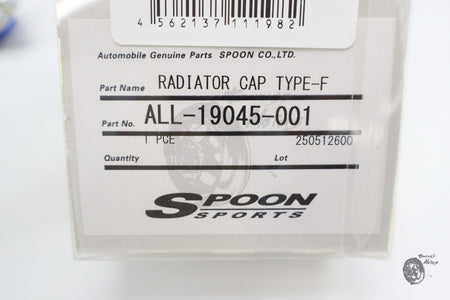 4 562137 111982
Automobile Genuine Parts SPOON CO.,LTD.
Part Name RADIATOR CAP TYPE-F
Part No. ALL-19045-001
1 PCE 250512600
Quantity Lot
SPOON
SPORTS